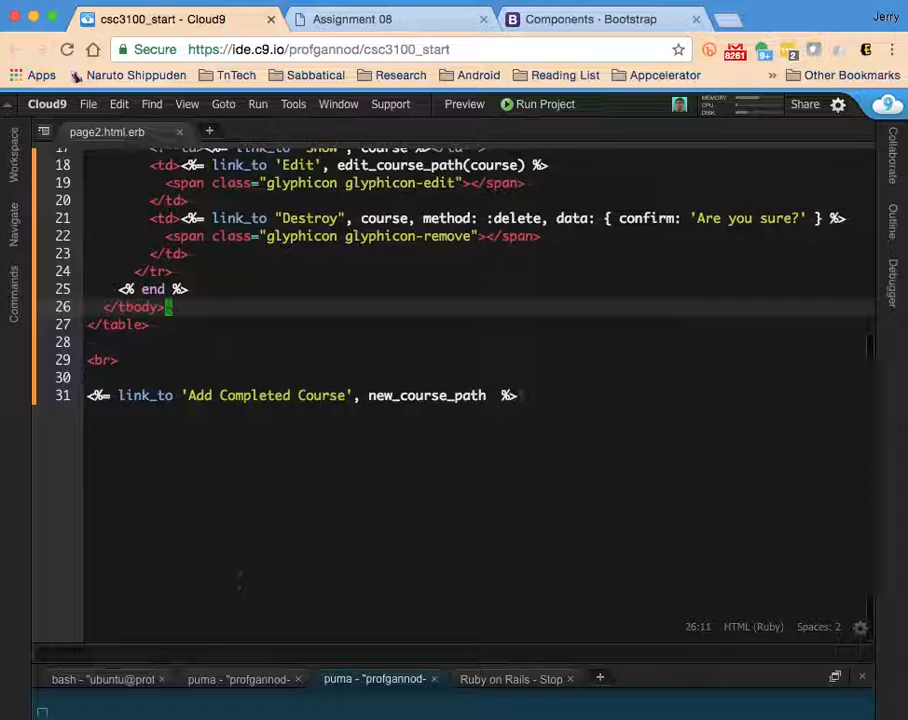 csc3100_start - Cloud9
Assignment 08
Components · Bootstrap
Jerry
Secure
https://ide.c9.io/profgannod/csc3100_start
8261
9+
2
Apps
Naruto Shippuden
TnTech
Sabbatical
Research
Android
Reading List
Appcelerator
»
Other Bookmarks
Cloud9 File Edit Find View Goto Run Tools Window Support Preview Run Project
MEMORY
CPU
DISK
Share
page2.html.erb
Workspace
Navigate
Commands
Collaborate
Outline
Debugger
18 <td><%= link_to 'Edit', edit_course_path(course) %>
19 <span class="glyphicon glyphicon-edit"></span>
20 </td>
21 <td><%= link_to "Destroy", course, method: :delete, data: { confirm: 'Are you sure?' } %>
22 <span class="glyphicon glyphicon-remove"></span>
23 </td>
24 </tr>
25 <% end %>
26 </tbody>
27 </table>
28
29 <br>
30
31 <%= link_to 'Add Completed Course', new_course_path %>
26:11 HTML (Ruby) Spaces: 2
bash - "ubuntu@prof
puma - "profgannod-
puma - "profgannod-
Ruby on Rails - Stop